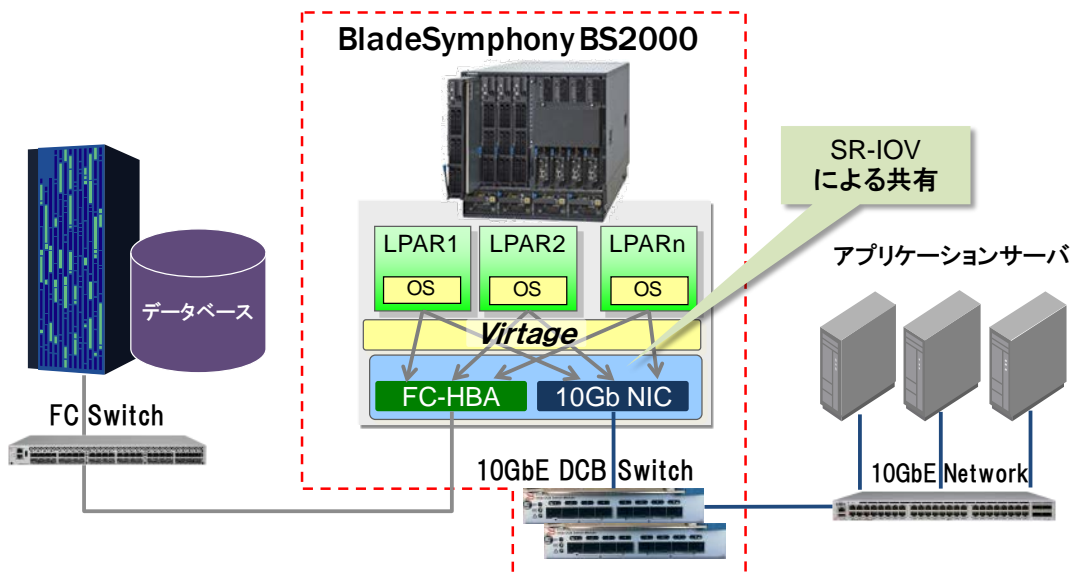 BladeSymphony BS2000
SR-IOV
による共有
LPAR1
LPAR2
LPARn
OS
OS
OS
アプリケーションサーバ
データベース
Virtage
FC-HBA
10Gb NIC
FC Switch
10GbE DCB Switch
10GbE Network